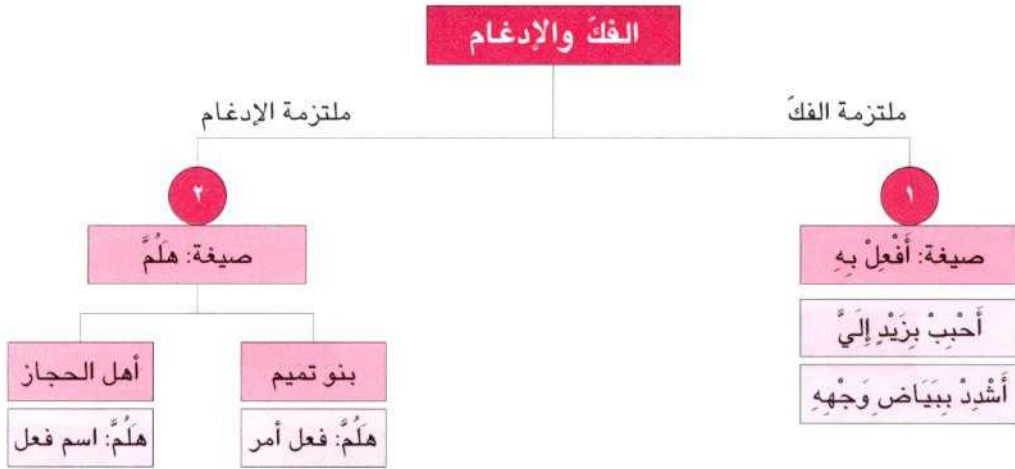 الفكّ والإدغام
ملتزمة الفكّ
ملتزمة الإدغام
١
صيغة: أَفْعِلْ بِهِ
أَحْبِبْ بِزَيْدٍ إِلَيَّ
أَشْدِدْ بِبَيَاضِ وَجْهِهِ
٢
صيغة: هَلُمَّ
بنو تميم
هَلُمَّ: فعل أمر
أهل الحجاز
هَلُمَّ: اسم فعل